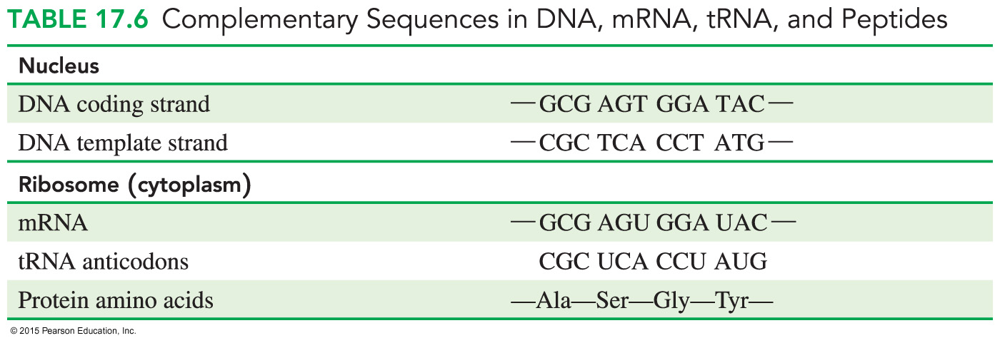 TABLE 17.6 Complementary Sequences in DNA, mRNA, tRNA, and Peptides
Nucleus
DNA coding strand —GCG AGT GGA TAC—
DNA template strand —CGC TCA CCT ATG—
Ribosome (cytoplasm)
mRNA —GCG AGU GGA UAC—
tRNA anticodons CGC UCA CCU AUG
Protein amino acids —Ala—Ser—Gly—Tyr—
© 2015 Pearson Education, Inc.